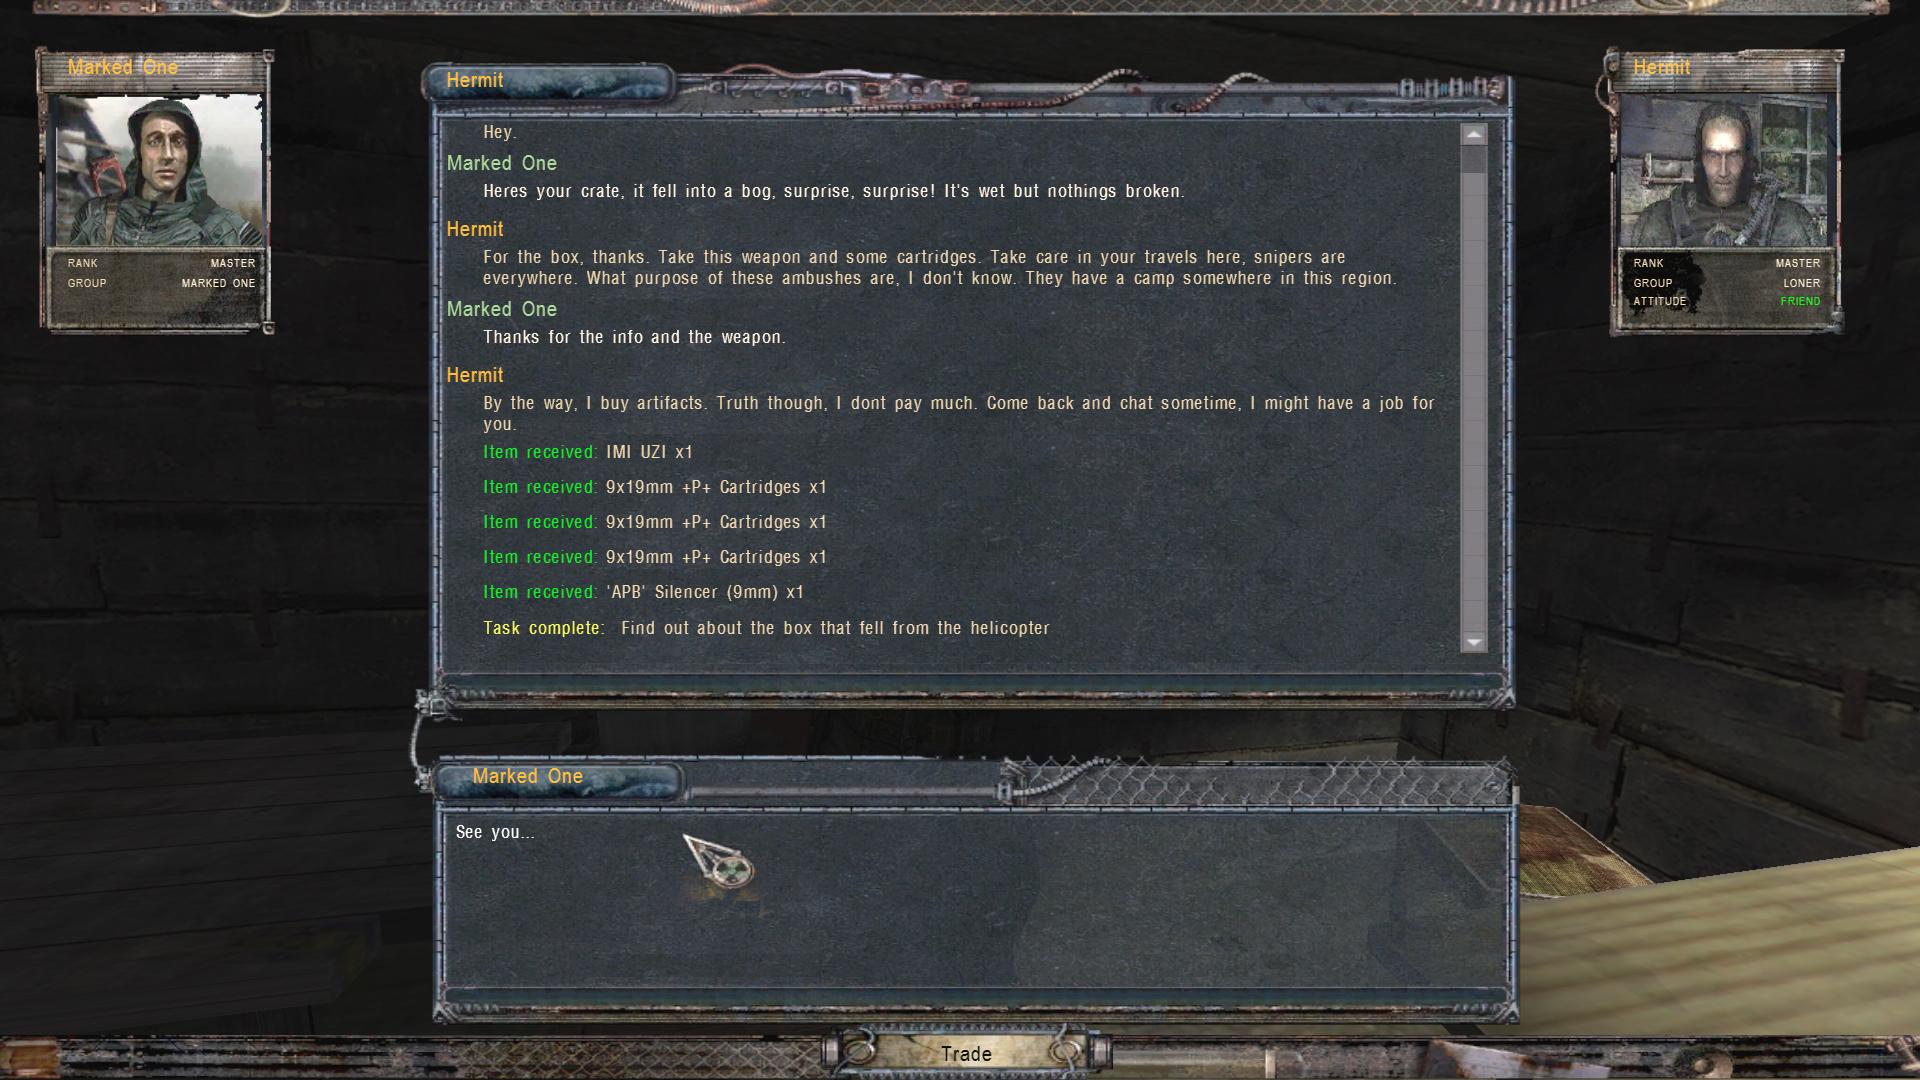 Marked One
RANK MASTER
GROUP MARKED ONE
Hermit
Hey.
Marked One
Heres your crate, it fell into a bog, surprise, surprise! It's wet but nothings broken.
Hermit
For the box, thanks. Take this weapon and some cartridges. Take care in your travels here, snipers are
everywhere. What purpose of these ambushes are, I don't know. They have a camp somewhere in this region.
Marked One
Thanks for the info and the weapon.
Hermit
By the way, I buy artifacts. Truth though, I dont pay much. Come back and chat sometime, I might have a job for
you.
Item received: IMI UZI x1
Item received: 9x19mm +P+ Cartridges x1
Item received: 9x19mm +P+ Cartridges x1
Item received: 9x19mm +P+ Cartridges x1
Item received: 'APB' Silencer (9mm) x1
Task complete: Find out about the box that fell from the helicopter
Hermit
RANK MASTER
GROUP LONER
ATTITUDE FRIEND
Marked One
See you...
Trade